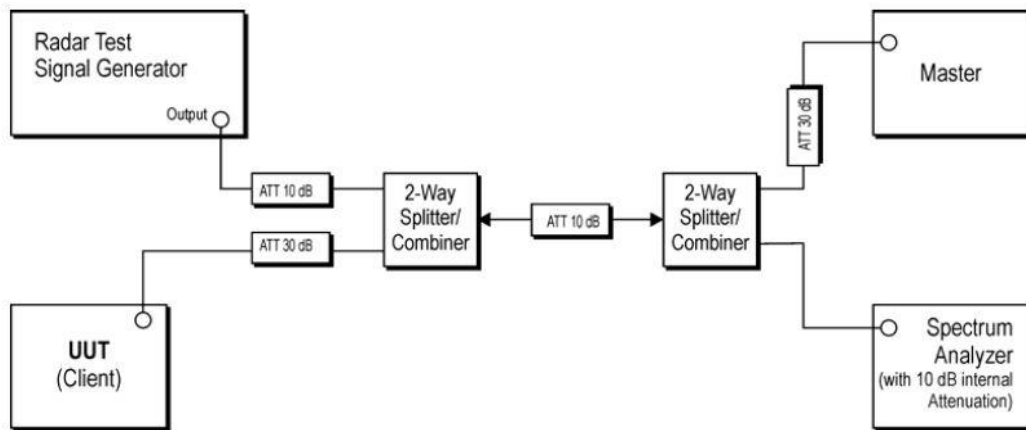 Radar Test
Signal Generator
Output
Master
ATT 30 dB
ATT 10 dB
2-Way
Splitter/
Combiner
ATT 10 dB
2-Way
Splitter/
Combiner
ATT 30 dB
UUT
(Client)
Spectrum
Analyzer
(with 10 dB internal
Attenuation)